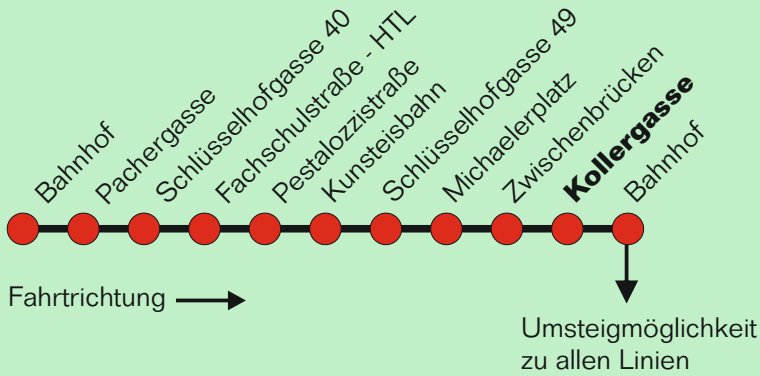 Bahnhof
Pachergasse
Schlüsselhofgasse 40
Fachschulstraße - HTL
Pestalozzistraße
Kunsteisbahn
Schlüsselhofgasse 49
Michaelerplatz
Zwischenbrücken
Kollergasse
Bahnhof
Fahrtrichtung
Umsteigmöglichkeit
zu allen Linien